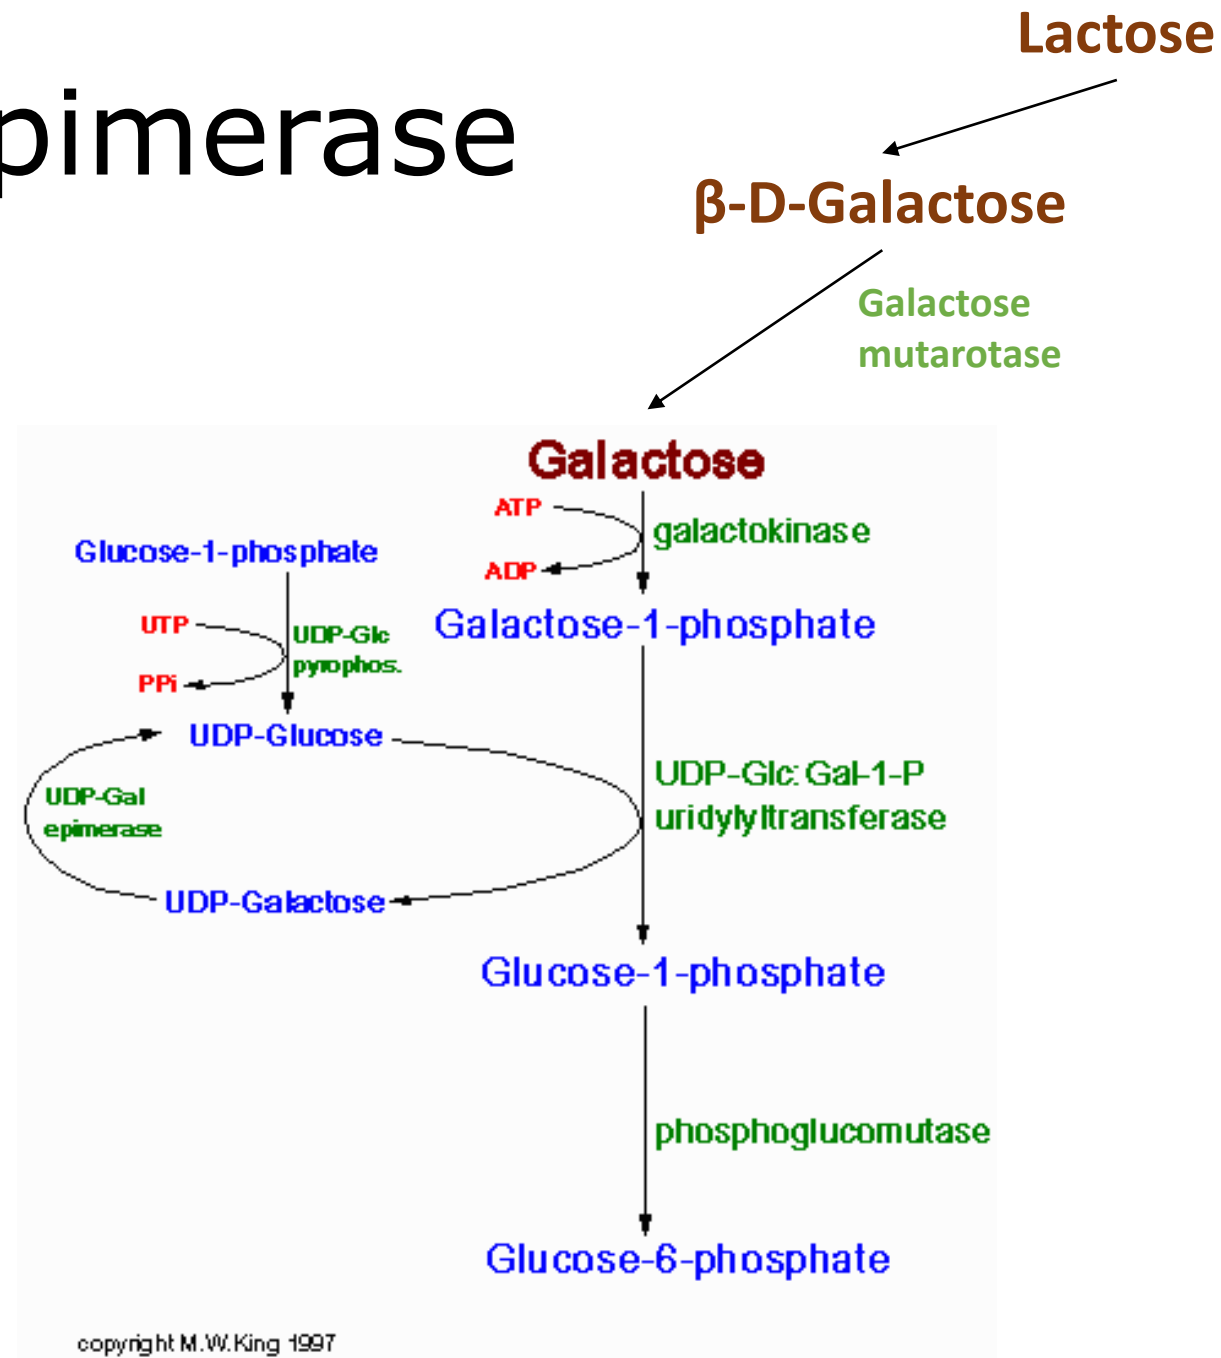 Lactose
pimerase
β-D-Galactose
Galactose
mutarotase
Galactose
ATP
galactokinase
Glucose-1-phosphate
ADP
UTP
UDP-Glc
pyrophos.
Galactose-1-phosphate
PPi
UDP-Glucose
UDP-Gal
epimerase
UDP-Glc: Gal-1-P
uridylyltransferase
UDP-Galactose
Glucose-1-phosphate
phosphoglucomutase
Glucose-6-phosphate
copyright M.W.King 1997